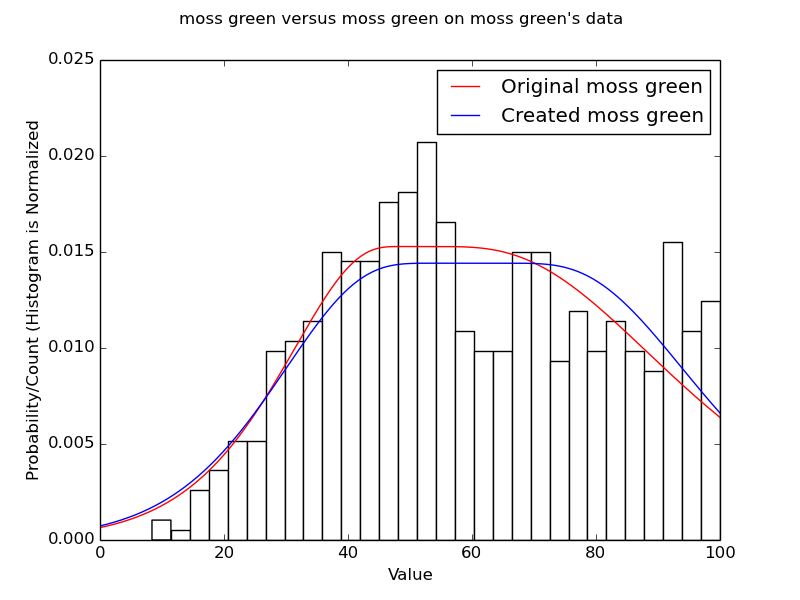 moss green versus moss green on moss green's data
Original moss green
Created moss green
Probability/Count (Histogram is Normalized
0.025
0.020
0.015
0.010
0.005
0.000
0 20 40 60 80 100
Value